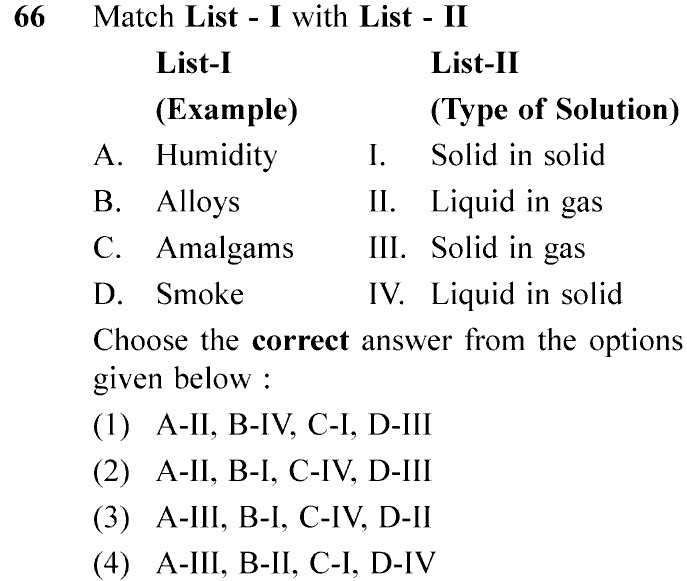 66 Match List - I with List - II
List-I List-II
(Example) (Type of Solution)
A. Humidity I. Solid in solid
B. Alloys II. Liquid in gas
C. Amalgams III. Solid in gas
D. Smoke IV. Liquid in solid
Choose the correct answer from the options
given below :
(1) A-II, B-IV, C-I, D-III
(2) A-II, B-I, C-IV, D-III
(3) A-III, B-I, C-IV, D-II
(4) A-III, B-II, C-I, D-IV